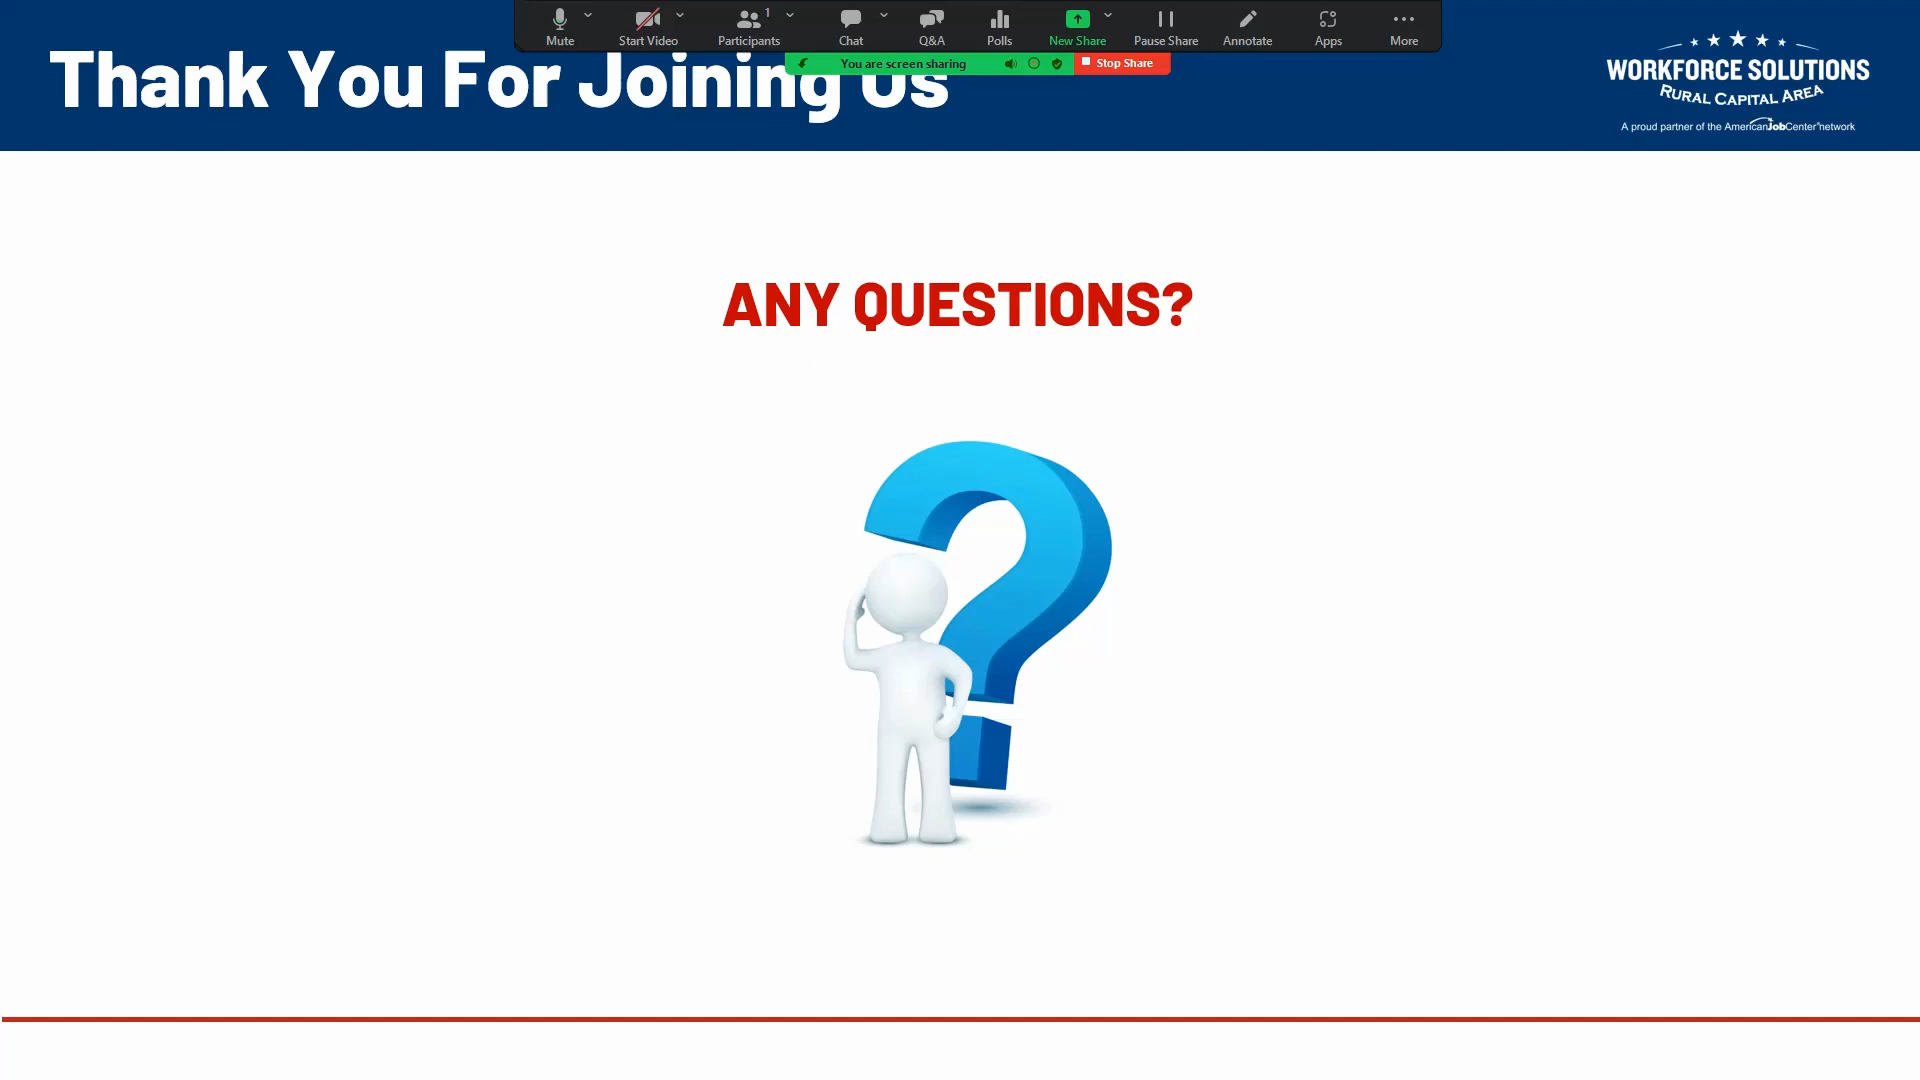 Mute
Start Video
Participants
1
Chat
Q&A
Polls
New Share
Pause Share
Annotate
Apps
More
You are screen sharing
Stop Share
Thank You For Joining Us
WORKFORCE SOLUTIONS
RURAL CAPITAL AREA
A proud partner of the AmericanJobCenter®network
ANY QUESTIONS?